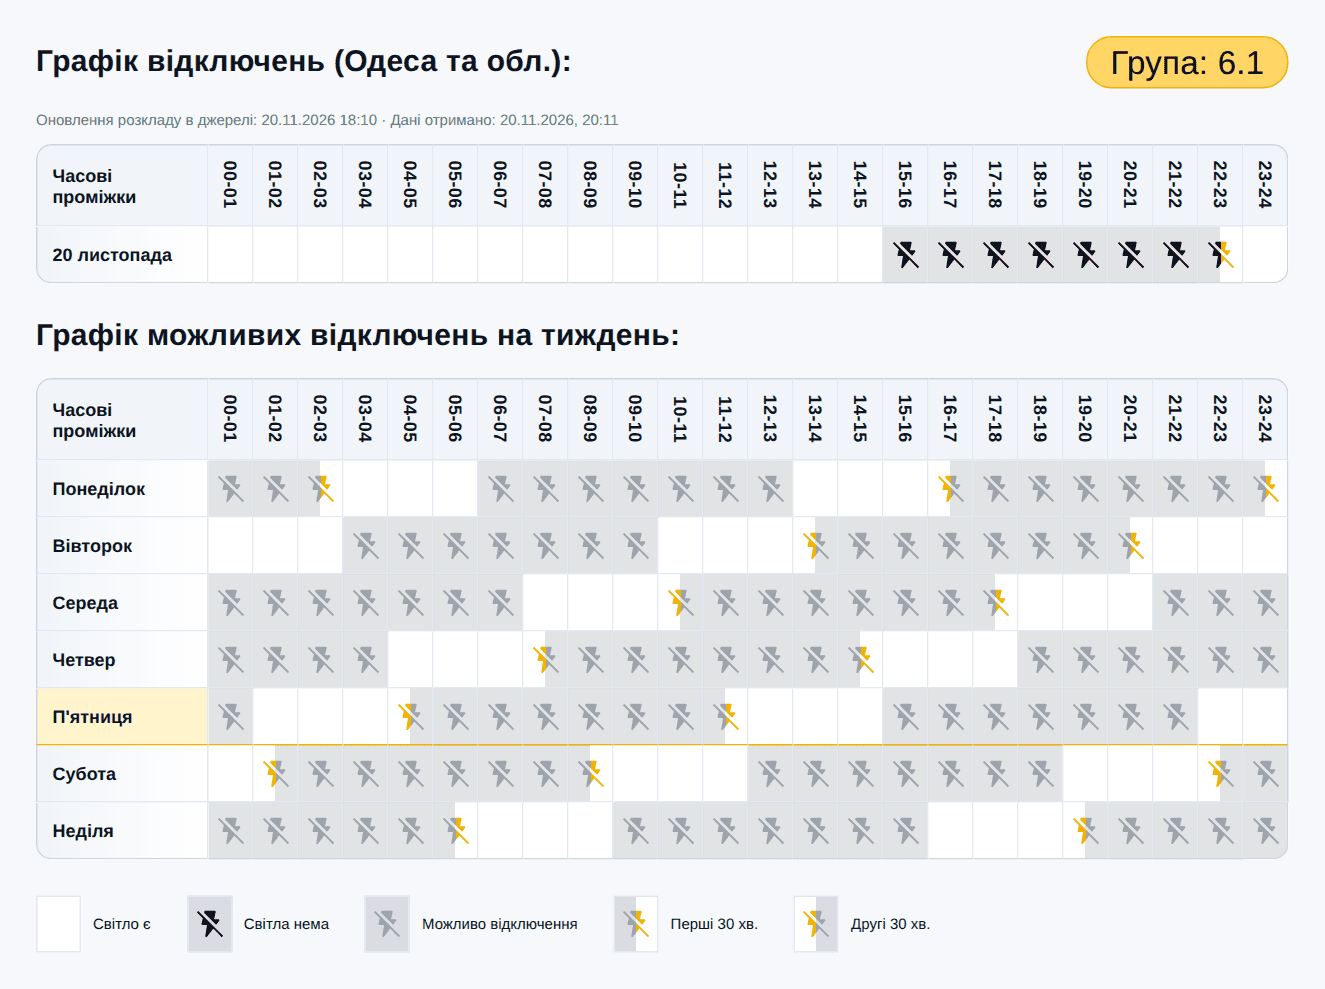 Графік відключень (Одеса та обл.):
Група: 6.1
Оновлення розкладу в джерелі: 20.11.2026 18:10 · Дані отримано: 20.11.2026, 20:11
Часові
проміжки
00-01 01-02 02-03 03-04 04-05 05-06 06-07 07-08 08-09 09-10 10-11 11-12 12-13 13-14 14-15 15-16 16-17 17-18 18-19 19-20 20-21 21-22 22-23 23-24
20 листопада
Графік можливих відключень на тиждень:
Часові
проміжки
00-01 01-02 02-03 03-04 04-05 05-06 06-07 07-08 08-09 09-10 10-11 11-12 12-13 13-14 14-15 15-16 16-17 17-18 18-19 19-20 20-21 21-22 22-23 23-24
Понеділок
Вівторок
Середа
Четвер
П'ятниця
Субота
Неділя
Світло є
Світла нема
Можливо відключення
Перші 30 хв.
Другі 30 хв.